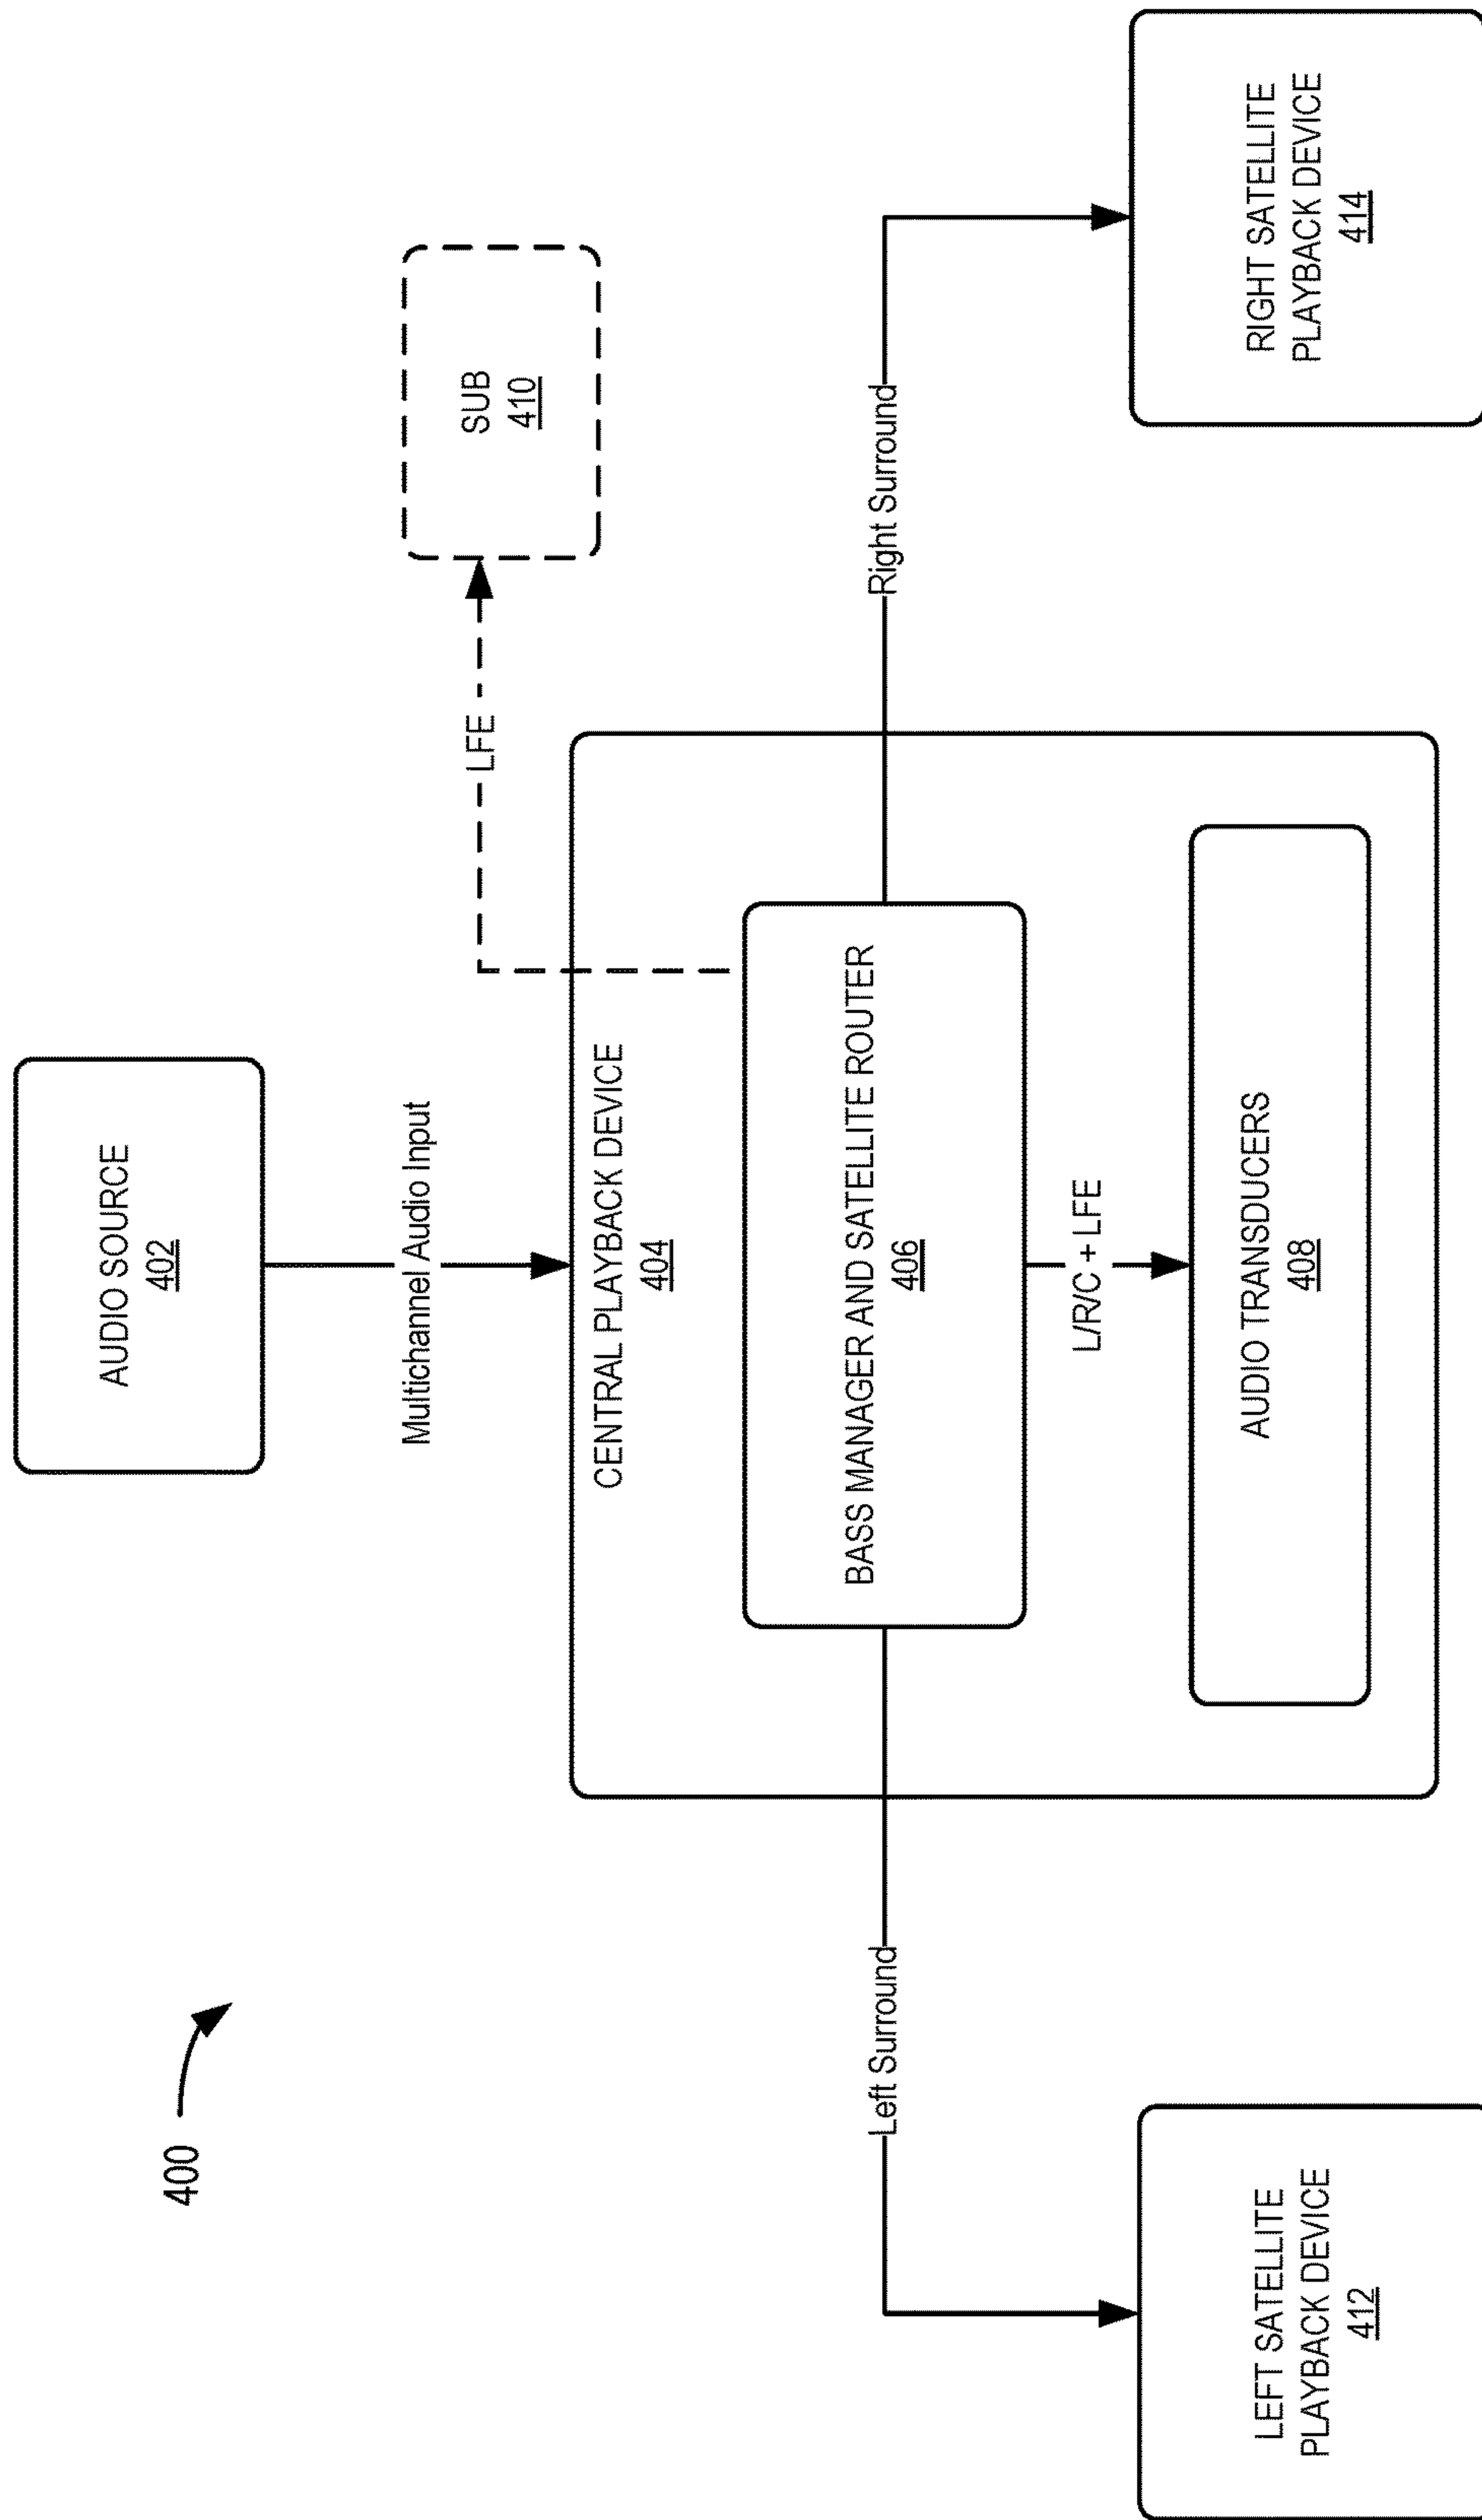 400
AUDIO SOURCE
402
Multichannel Audio Input
LFE
SUB
410
CENTRAL PLAYBACK DEVICE
404
BASS MANAGER AND SATELLITE ROUTER
406
Left Surround
Right Surround
L/R/C + LFE
AUDIO TRANSDUCERS
408
LEFT SATELLITE
PLAYBACK DEVICE
412
RIGHT SATELLITE
PLAYBACK DEVICE
414